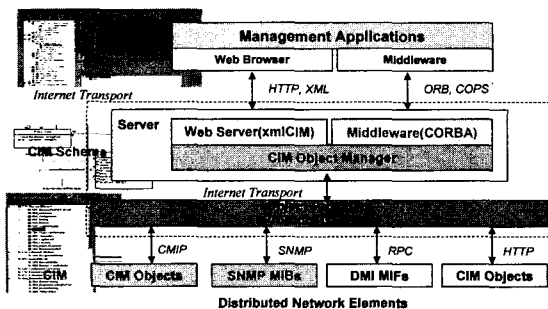 Management Applications
Web Browser
Middleware
HTTP, XML
ORB, COPS
Internet Transport
Server
Web Server(xmlCIM)
Middleware(CORBA)
CIM Schema
CIM Object Manager
Internet Transport
CMIP
SNMP
RPC
HTTP
CIM
CIM Objects
SNMP MIBs
DMI MIFs
CIM Objects
Distributed Network Elements